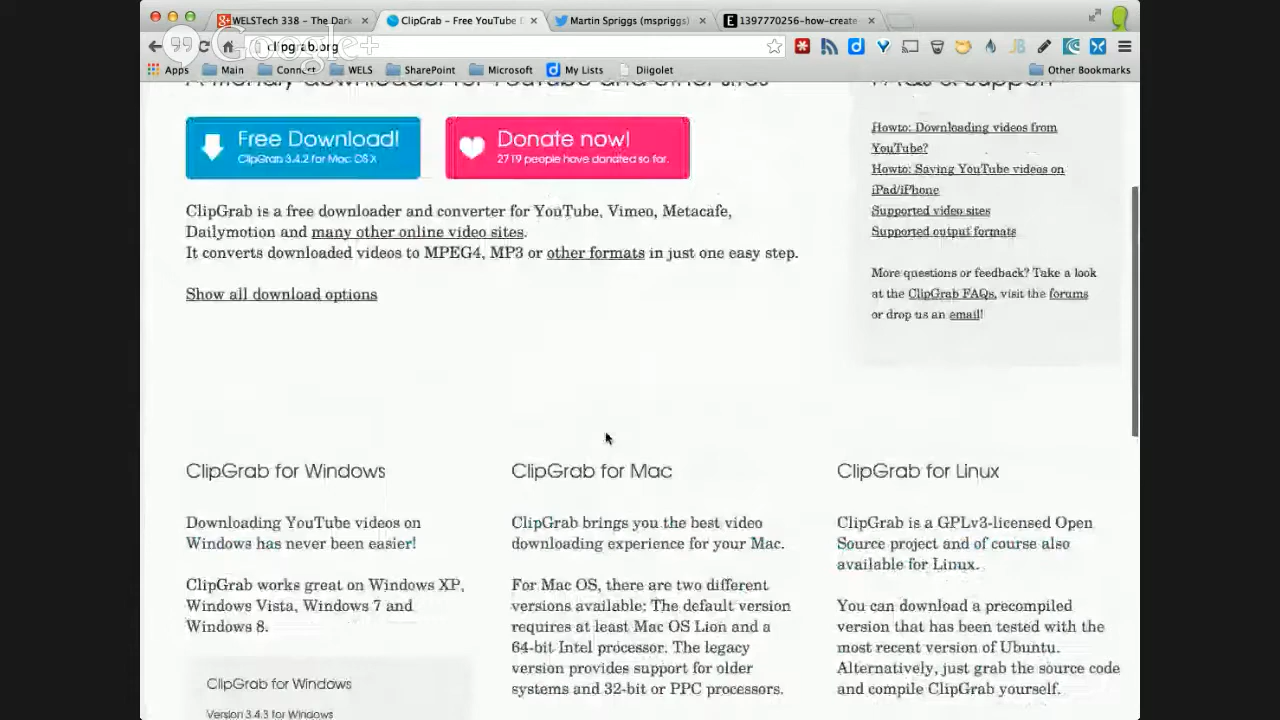 WELSTech 338 – The Dark
ClipGrab – Free YouTube D
Martin Spriggs (mspriggs)
1397770256-how-create
Google+
clipgrab.org
Apps Main Connect WELS SharePoint Microsoft My Lists Diigolet Other Bookmarks
A friendly downloader for YouTube and other sites
Free Download!
ClipGrab 3.4.2 for Mac OS X
Donate now!
2719 people have donated so far.
ClipGrab is a free downloader and converter for YouTube, Vimeo, Metacafe,
Dailymotion and many other online video sites.
It converts downloaded videos to MPEG4, MP3 or other formats in just one easy step.
Show all download options
FAQs & Support
Howto: Downloading videos from
YouTube?
Howto: Saving YouTube videos on
iPad/iPhone
Supported video sites
Supported output formats
More questions or feedback? Take a look
at the ClipGrab FAQs, visit the forums
or drop us an email!
ClipGrab for Windows
Downloading YouTube videos on
Windows has never been easier!
ClipGrab works great on Windows XP,
Windows Vista, Windows 7 and
Windows 8.
ClipGrab for Windows
Version 3.4.3 for Windows
ClipGrab for Mac
ClipGrab brings you the best video
downloading experience for your Mac.
For Mac OS, there are two different
versions available: The default version
requires at least Mac OS Lion and a
64-bit Intel processor. The legacy
version provides support for older
systems and 32-bit or PPC processors.
ClipGrab for Linux
ClipGrab is a GPLv3-licensed Open
Source project and of course also
available for Linux.
You can download a precompiled
version that has been tested with the
most recent version of Ubuntu.
Alternatively, just grab the source code
and compile ClipGrab yourself.